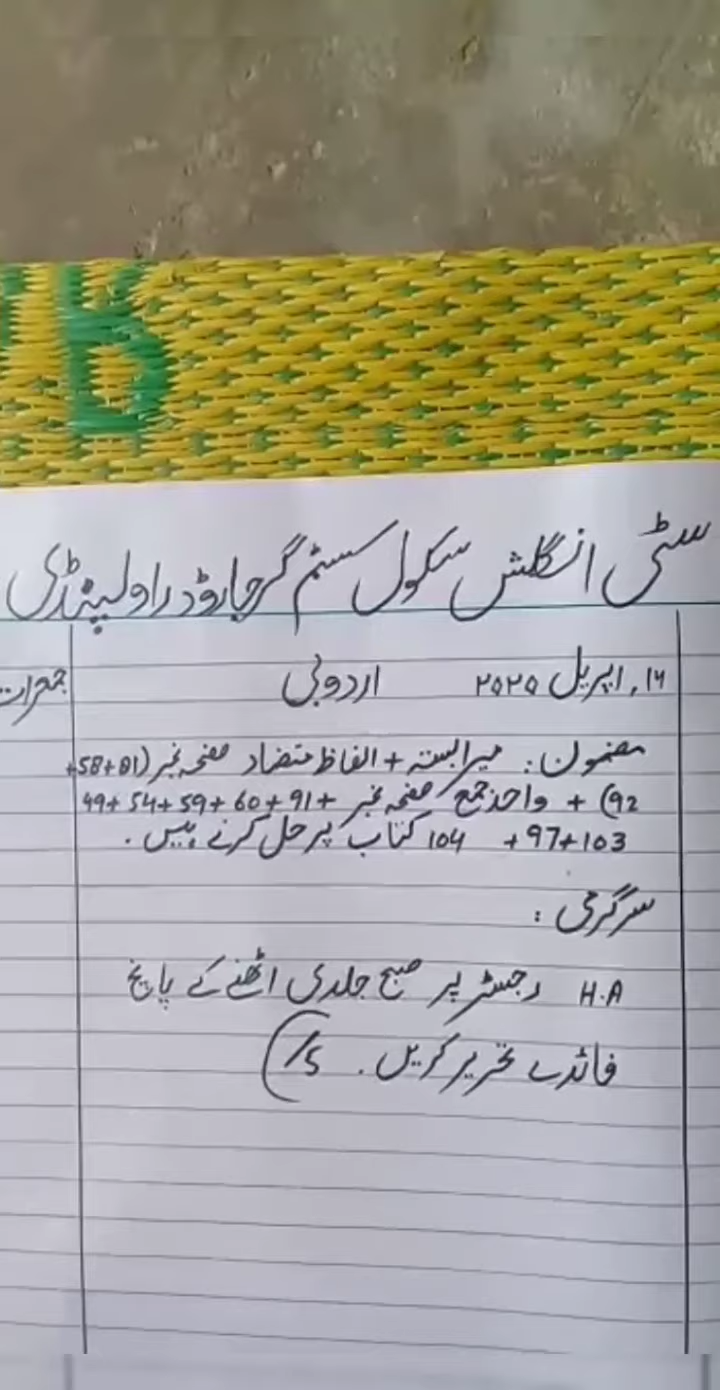 سٹی انگلش سکول سسٹم گرجا روڈ راولپنڈی
۱۶, اپریل ۲۰۲۰ اردو بی جمعرات
مضمون: میرا بستہ + الفاظ متضاد صفحہ نمبر (81+58+
92) + واحد جمع صفحہ نمبر 49+54+59+60+91+
103+97+ 104 کتاب پر حل کرنے ہیں.
سرگرمی:
H.A رجسٹر پر صبح جلدی اٹھنے کے پانچ
فائدے تحریر کریں. /5